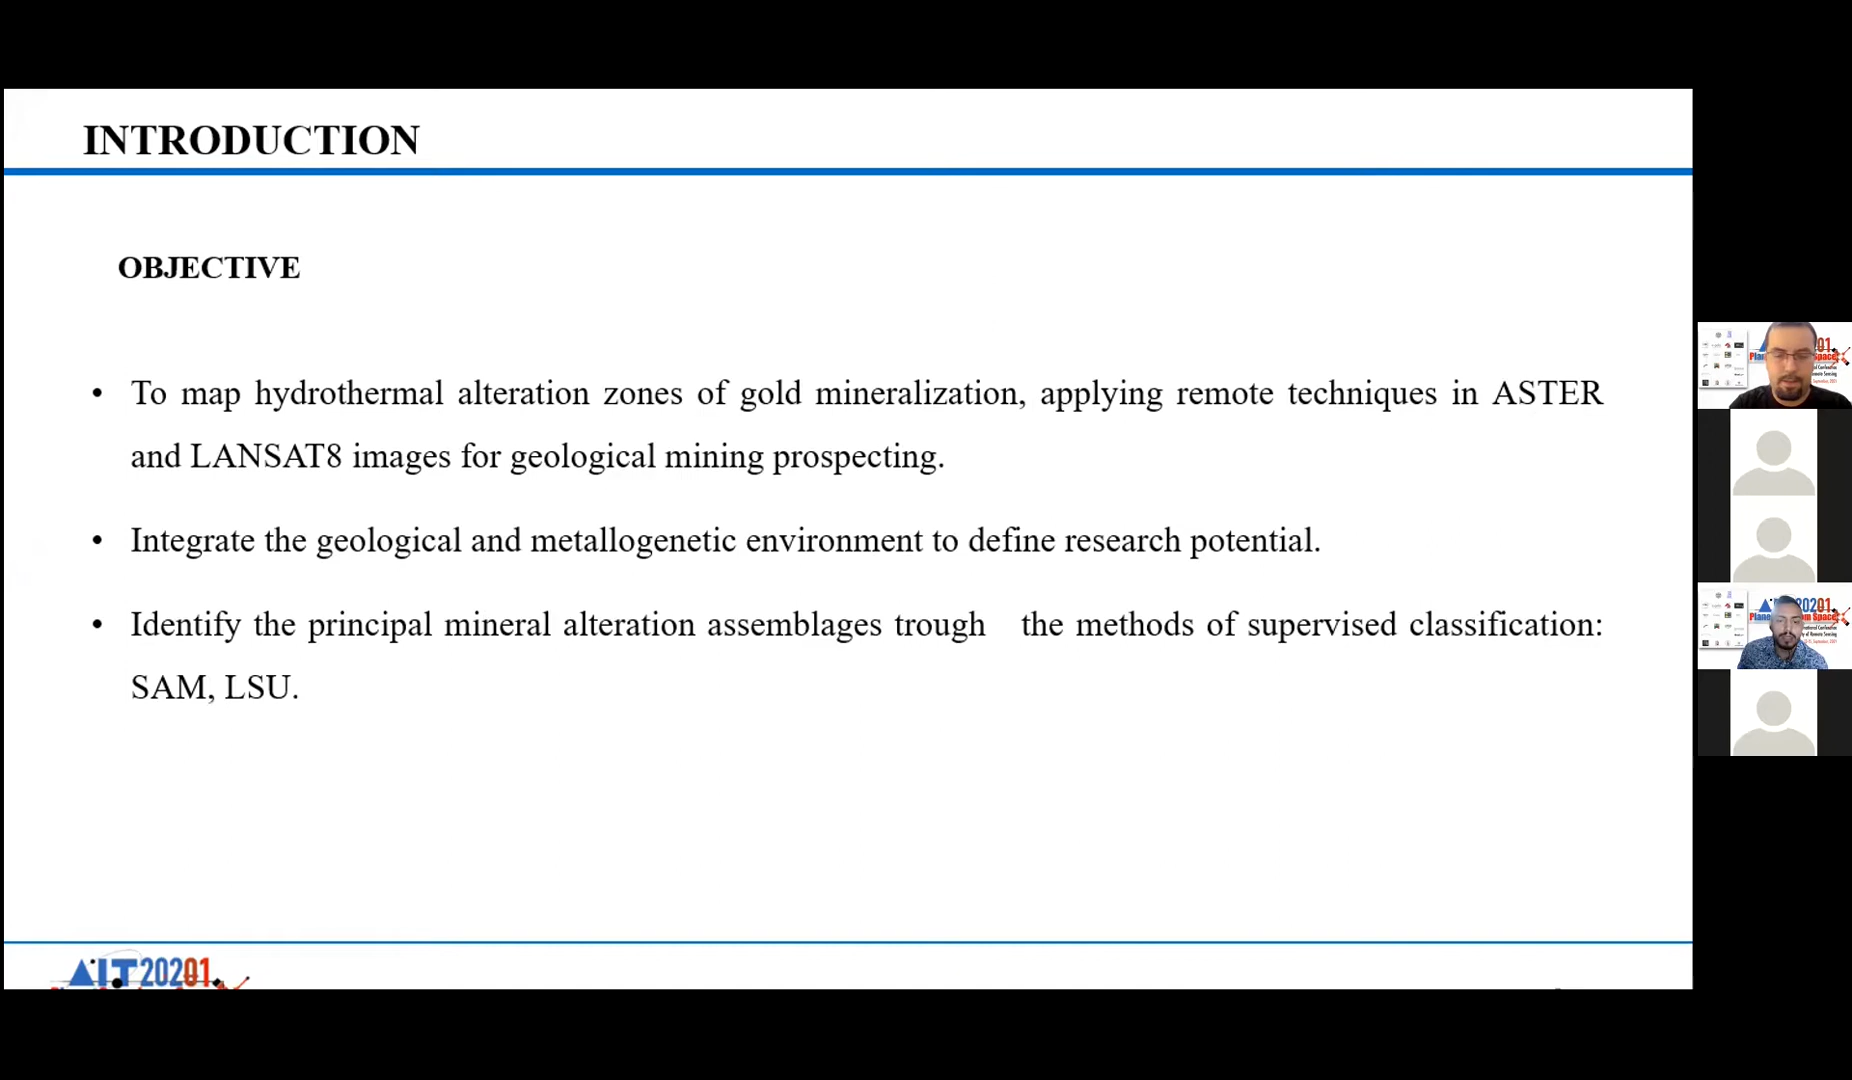 INTRODUCTION
OBJECTIVE
• To map hydrothermal alteration zones of gold mineralization, applying remote techniques in ASTER
and LANSAT8 images for geological mining prospecting.
• Integrate the geological and metallogenetic environment to define research potential.
• Identify the principal mineral alteration assemblages trough the methods of supervised classification:
SAM, LSU.
AIT20201